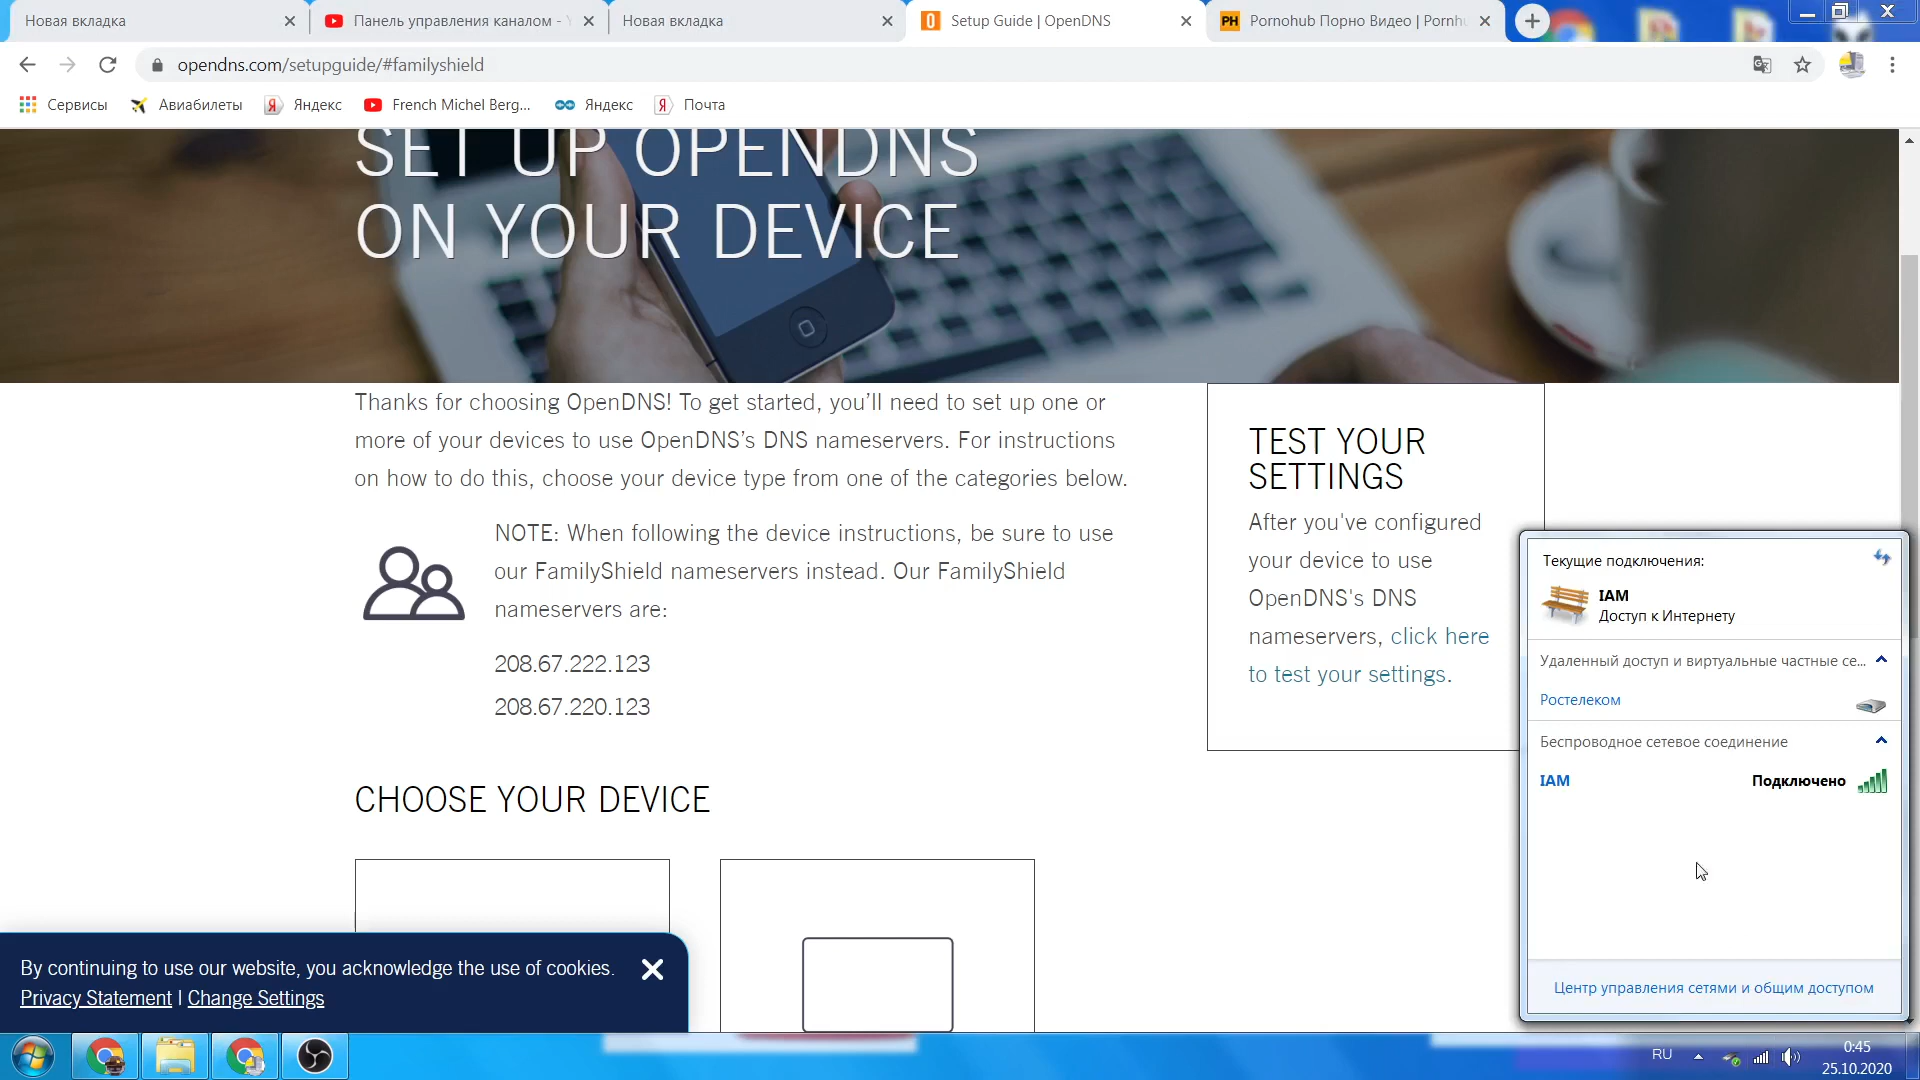 Новая вкладка
Панель управления каналом -
Новая вкладка
Setup Guide | OpenDNS
PH
Pornohub Порно Видео | Pornh
opendns.com/setupguide/#familyshield
Сервисы
Авиабилеты
Я
Яндекс
French Michel Berg...
Яндекс
Я
Почта
SET UP OPENDNS
ON YOUR DEVICE
Thanks for choosing OpenDNS! To get started, you’ll need to set up one or
more of your devices to use OpenDNS’s DNS nameservers. For instructions
on how to do this, choose your device type from one of the categories below.
NOTE: When following the device instructions, be sure to use
our FamilyShield nameservers instead. Our FamilyShield
nameservers are:
208.67.222.123
208.67.220.123
TEST YOUR
SETTINGS
After you've configured
your device to use
OpenDNS's DNS
nameservers, click here
to test your settings.
CHOOSE YOUR DEVICE
By continuing to use our website, you acknowledge the use of cookies.
Privacy Statement | Change Settings
Текущие подключения:
IAM
Доступ к Интернету
Удаленный доступ и виртуальные частные се...
Ростелеком
Беспроводное сетевое соединение
IAM Подключено
Центр управления сетями и общим доступом
RU
0:45
25.10.2020